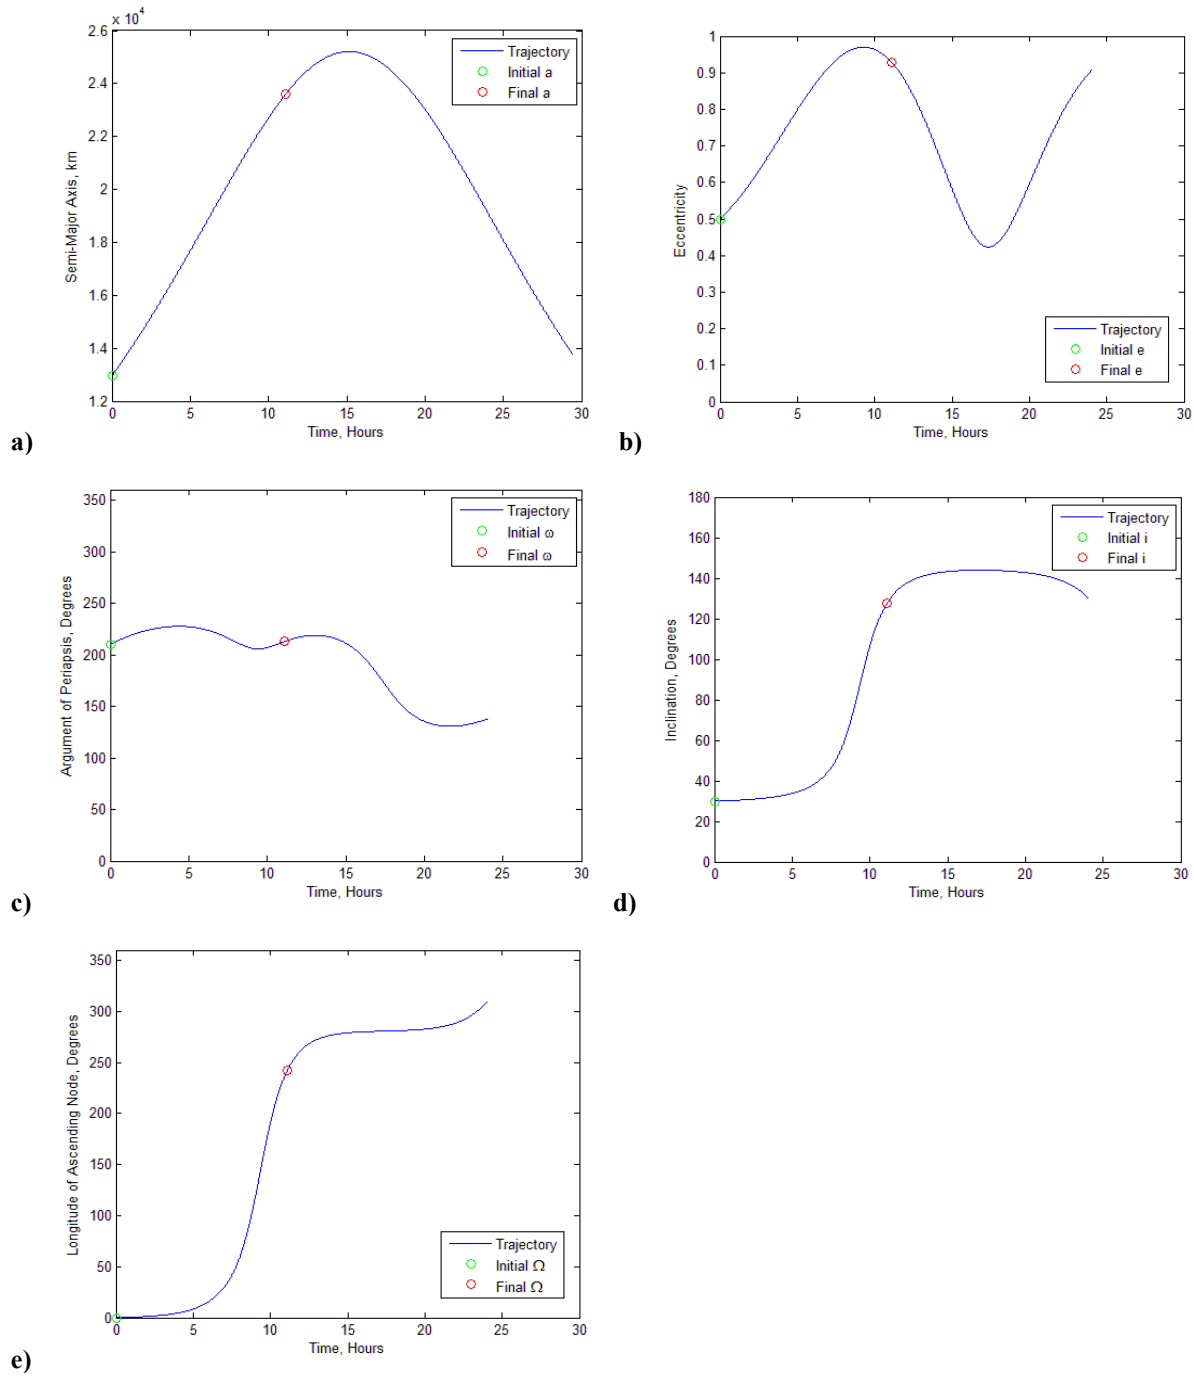 x 10⁴
2.6
2.4
2.2
2
1.8
1.6
1.4
1.2
0 5 10 15 20 25 30
Semi-Major Axis, km
Time, Hours
Trajectory
Initial a
Final a
a)
1
0.9
0.8
0.7
0.6
0.5
0.4
0.3
0.2
0.1
0
0 5 10 15 20 25 30
Eccentricity
Time, Hours
Trajectory
Initial e
Final e
b)
350
300
250
200
150
100
50
0
0 5 10 15 20 25 30
Argument of Periapsis, Degrees
Time, Hours
Trajectory
Initial ω
Final ω
c)
180
160
140
120
100
80
60
40
20
0
0 5 10 15 20 25 30
Inclination, Degrees
Time, Hours
Trajectory
Initial i
Final i
d)
350
300
250
200
150
100
50
0
0 5 10 15 20 25 30
Longitude of Ascending Node, Degrees
Time, Hours
Trajectory
Initial Ω
Final Ω
e)